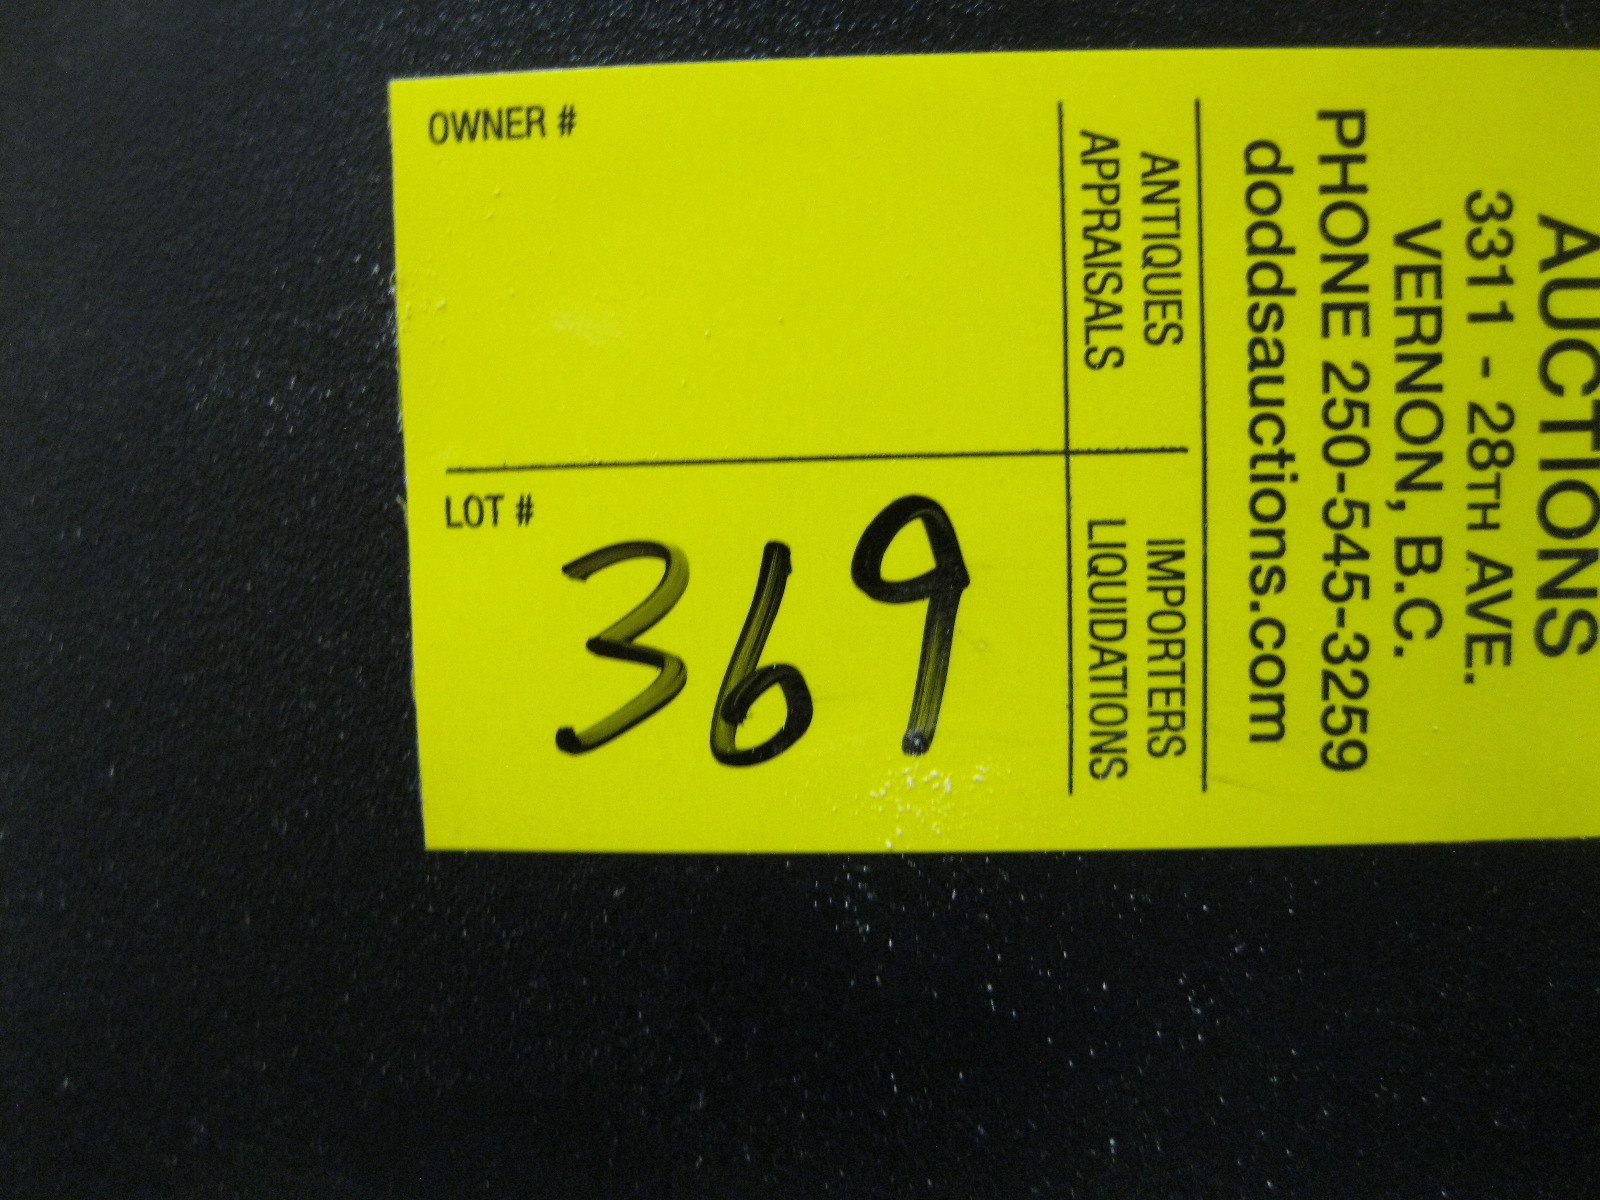 OWNER #
LOT #
369
AUCTIONS
3311 - 28TH AVE.
VERNON, B.C.
PHONE 250-545-3259
doddsauctions.com
ANTIQUES IMPORTERS
APPRAISALS LIQUIDATIONS